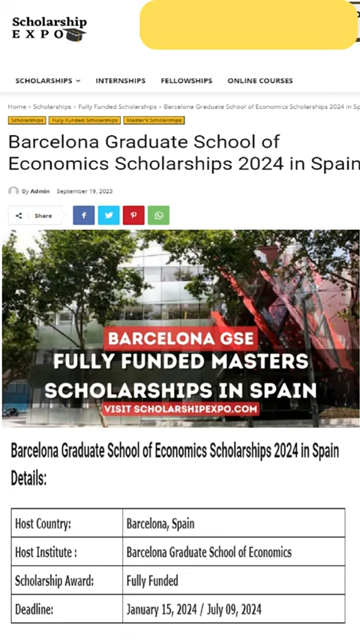 Scholarship
EXPO
SCHOLARSHIPS
INTERNSHIPS
FELLOWSHIPS
ONLINE COURSES
Home › Scholarships › Fully Funded Scholarships › Barcelona Graduate School of Economics Scholarships 2024 in Sp
Scholarships
Fully Funded Scholarships
Master's Scholarships
Barcelona Graduate School of
Economics Scholarships 2024 in Spain
By Admin September 19, 2023
Share
BARCELONA GSE
FULLY FUNDED MASTERS
SCHOLARSHIPS IN SPAIN
VISIT SCHOLARSHIPEXPO.COM
Barcelona Graduate School of Economics Scholarships 2024 in Spain
Details:
Host Country: Barcelona, Spain
Host Institute : Barcelona Graduate School of Economics
Scholarship Award: Fully Funded
Deadline: January 15, 2024 / July 09, 2024